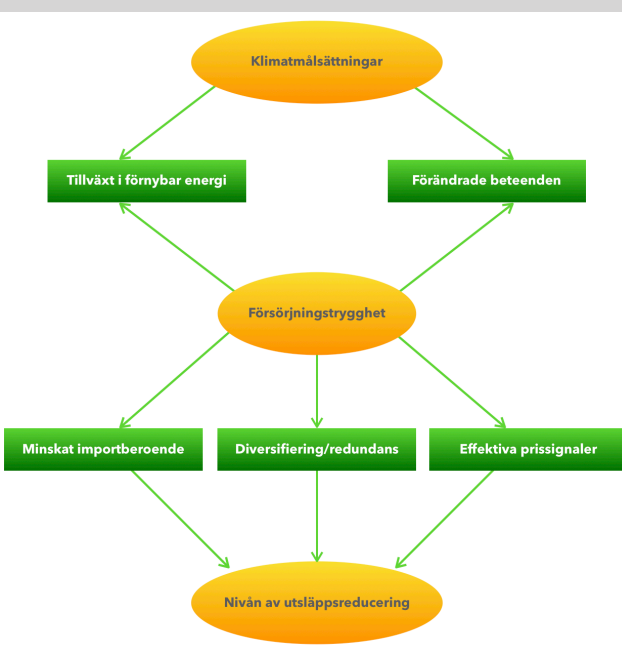 Klimatmålsättningar
Tillväxt i förnybar energi
Förändrade beteenden
Försörjningstrygghet
Minskat importberoende
Diversifiering/redundans
Effektiva prissignaler
Nivån av utsläppsreducering